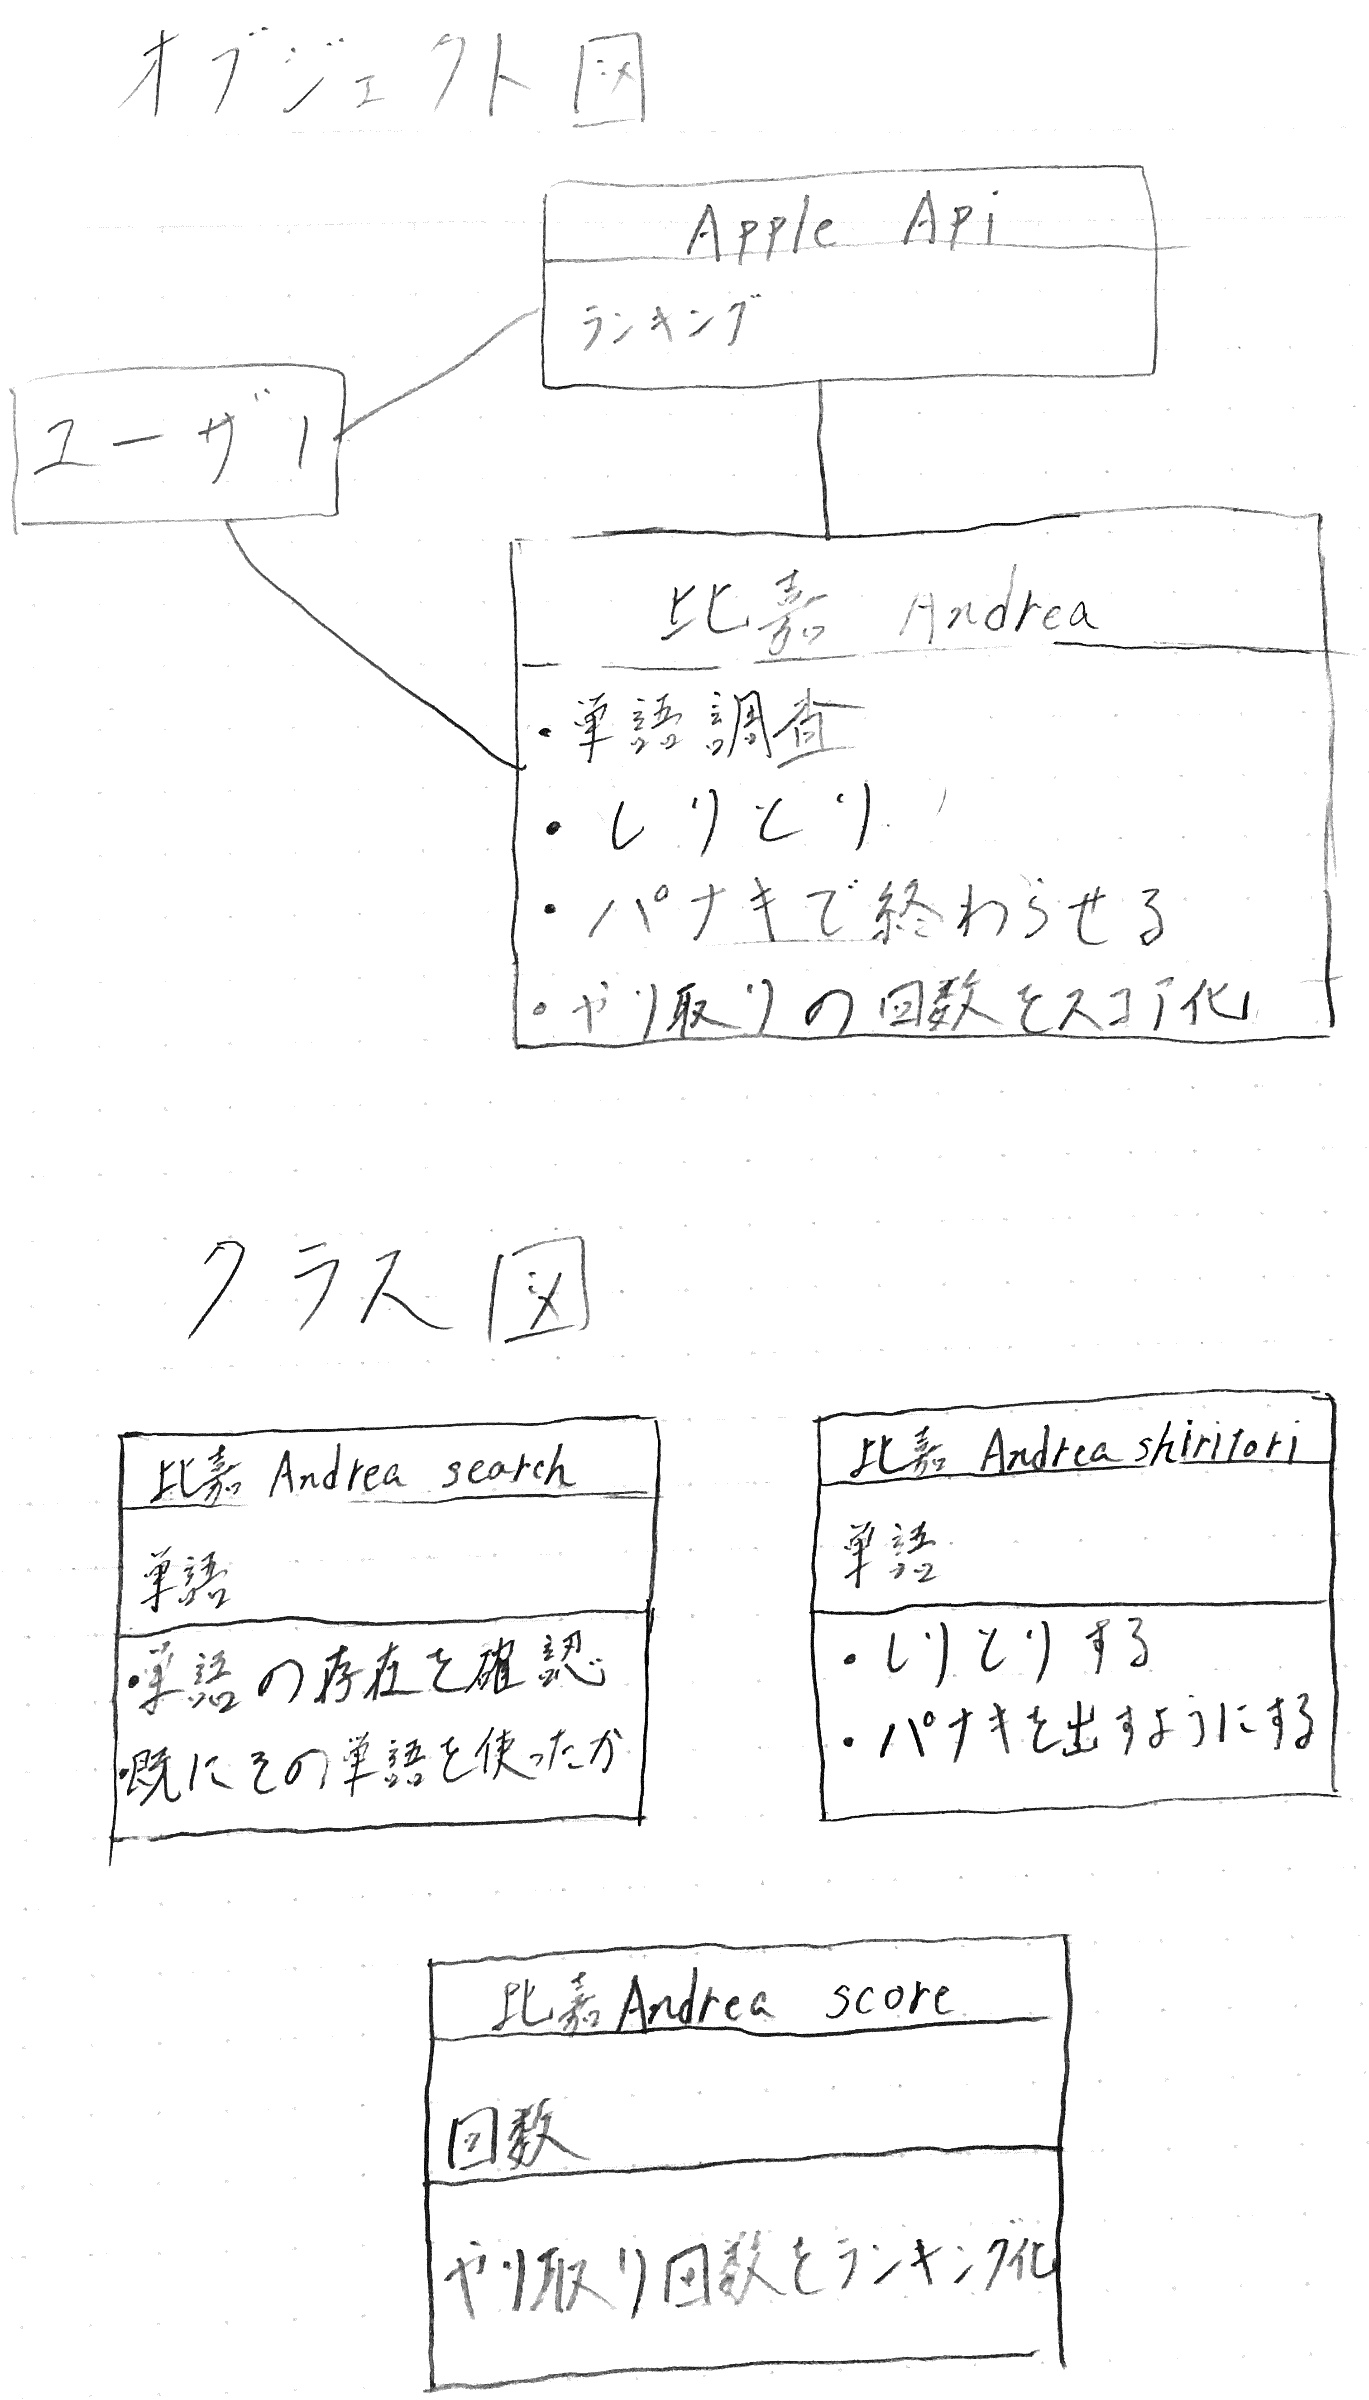 オブジェクト図
Apple Api
ランキング
ユーザー
比嘉 Andrea
・単語調査
・しりとり
・パナキで終わらせる
・やり取りの回数をスコア化
クラス図
比嘉 Andrea search
単語
・単語の存在を確認
・既にその単語を使ったか
比嘉 Andrea shiritori
単語
・しりとりする
・パナキを出すようにする
比嘉 Andrea score
回数
やり取り回数をランキング化